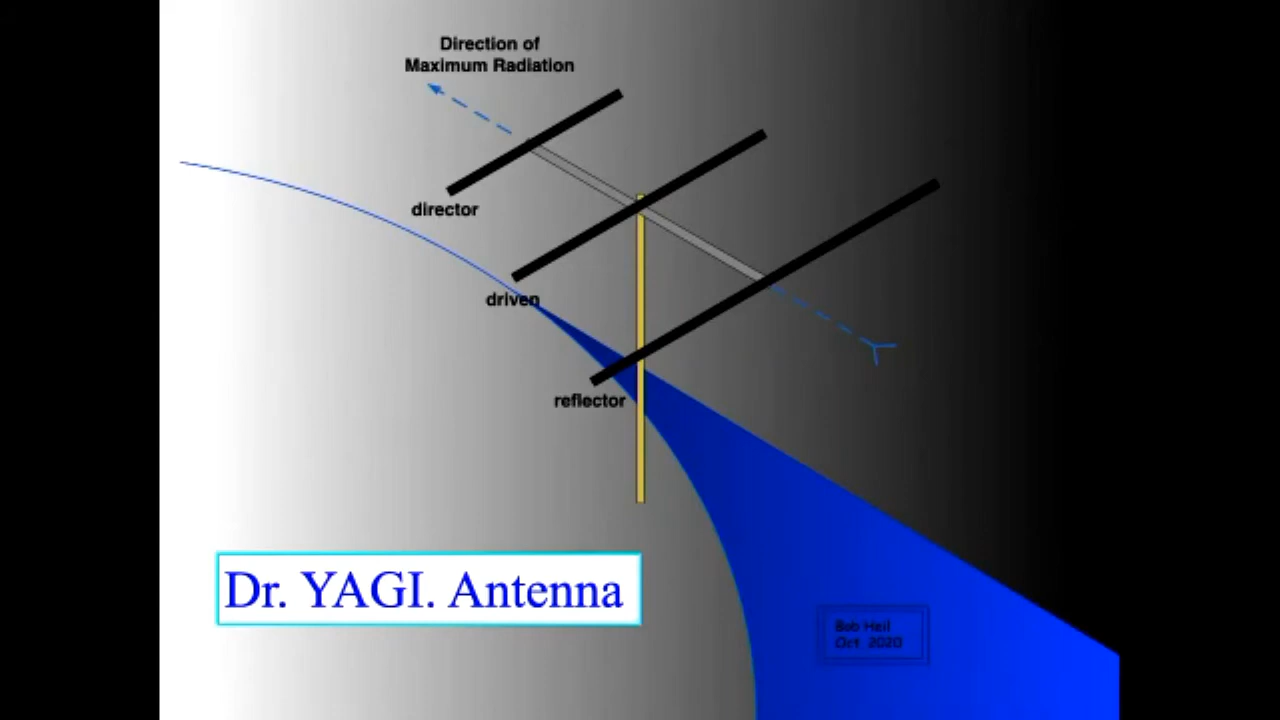 Direction of
Maximum Radiation
director
driven
reflector
Dr. YAGI. Antenna
Bob Heil
Oct 2020